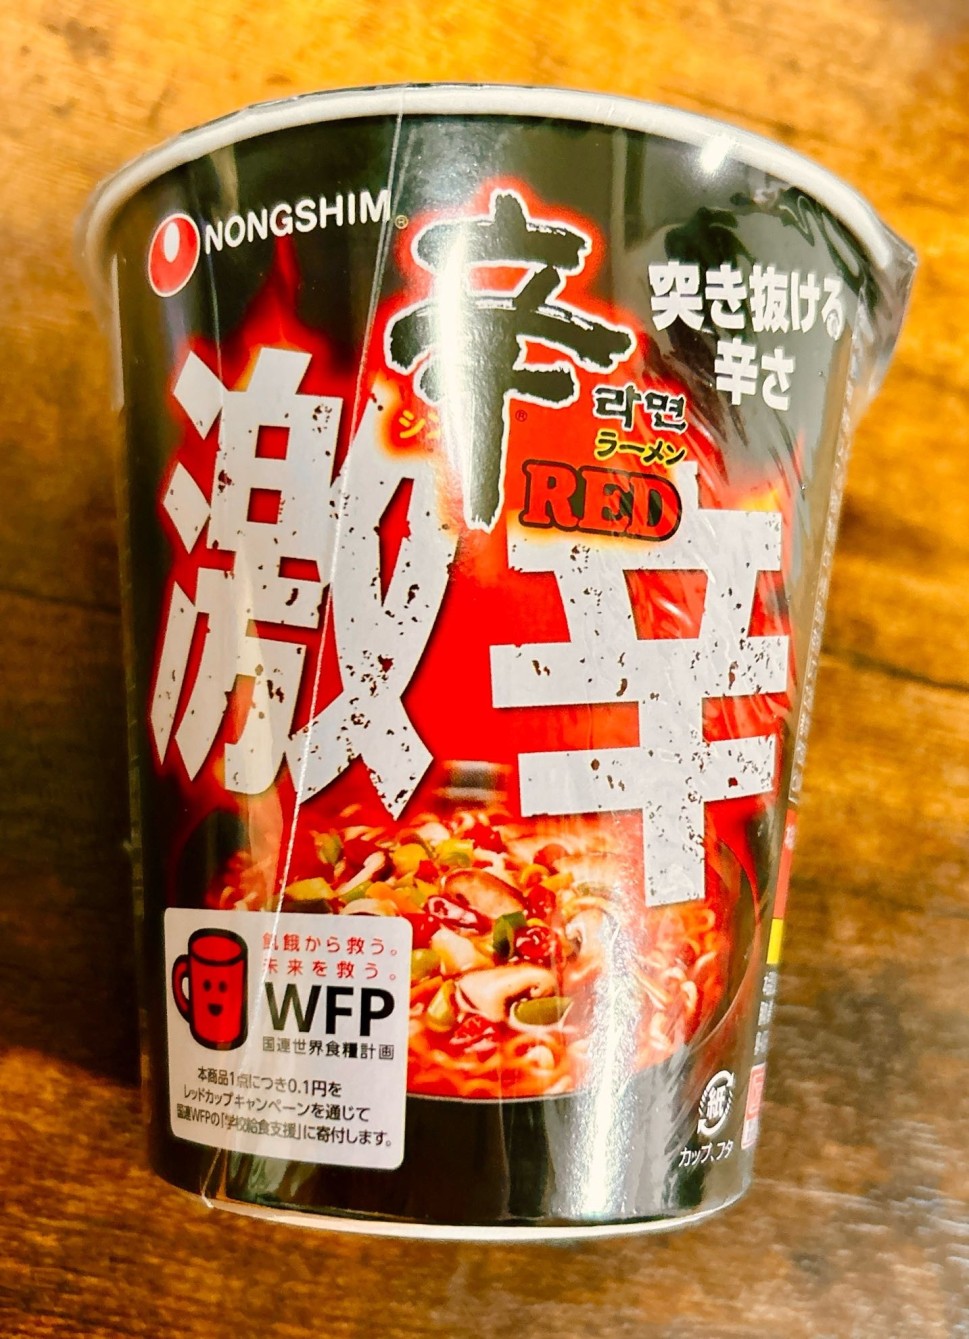 NONGSHIM®
辛
突き抜ける
辛さ
라면
ラーメン
RED
激辛
飢餓から救う。
未来を救う。
WFP
国連世界食糧計画
本商品1点につき0.1円を
レッドカップキャンペーンを通じて
国連WFPの「学校給食支援」に寄付します。
紙
カップ、フタ